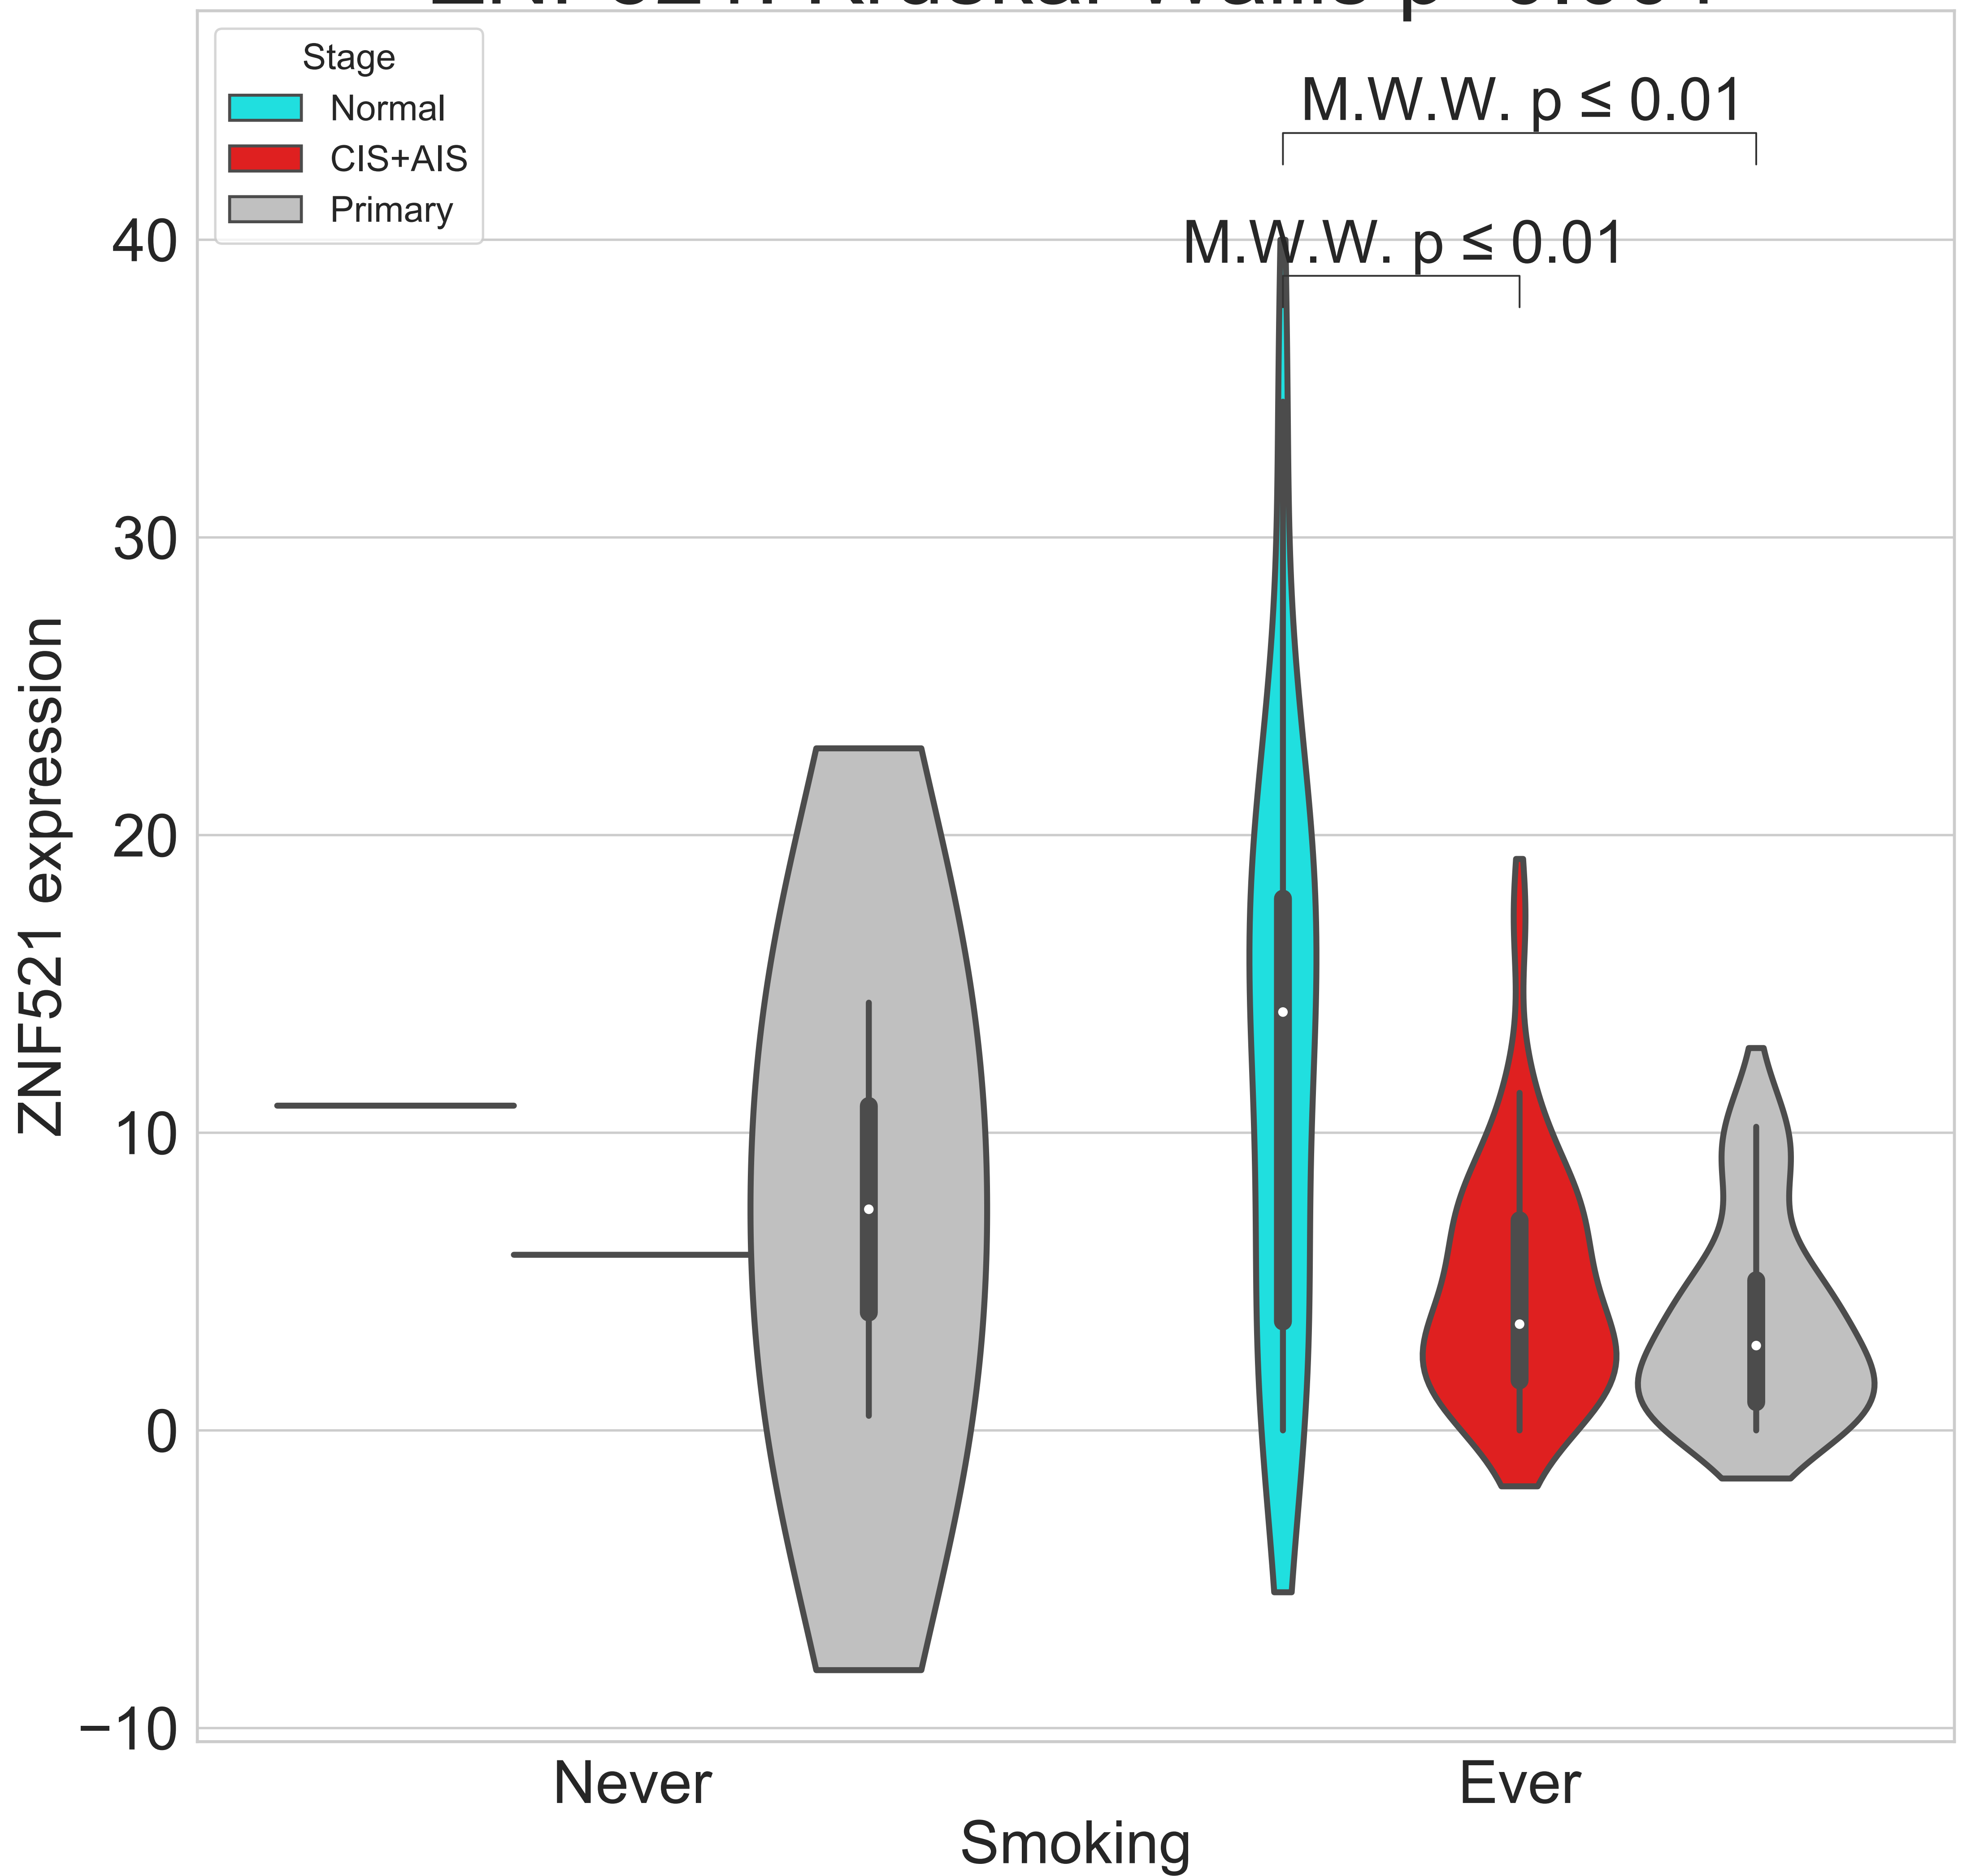 Stage
Normal
CIS+AIS
Primary
M.W.W. p ≤ 0.01
M.W.W. p ≤ 0.01
40
30
20
10
0
−10
ZNF521 expression
Never
Ever
Smoking